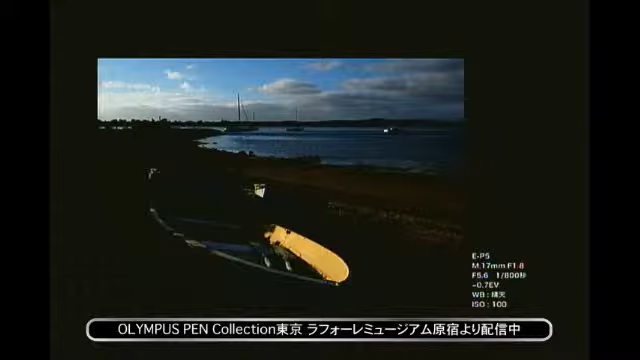 E-P5
M.17mm F1.8
F5.6 1/800秒
-0.7EV
WB : 晴天
ISO : 100
OLYMPUS PEN Collection東京 ラフォーレミュージアム原宿より配信中